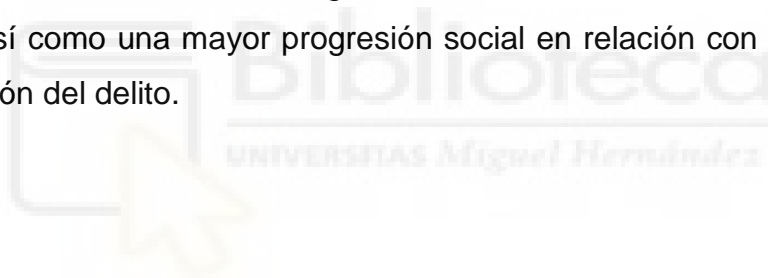 sí como una mayor progresión social en relación con
ón del delito.
Biblioteca
UNIVERSITAS Miguel Hernández